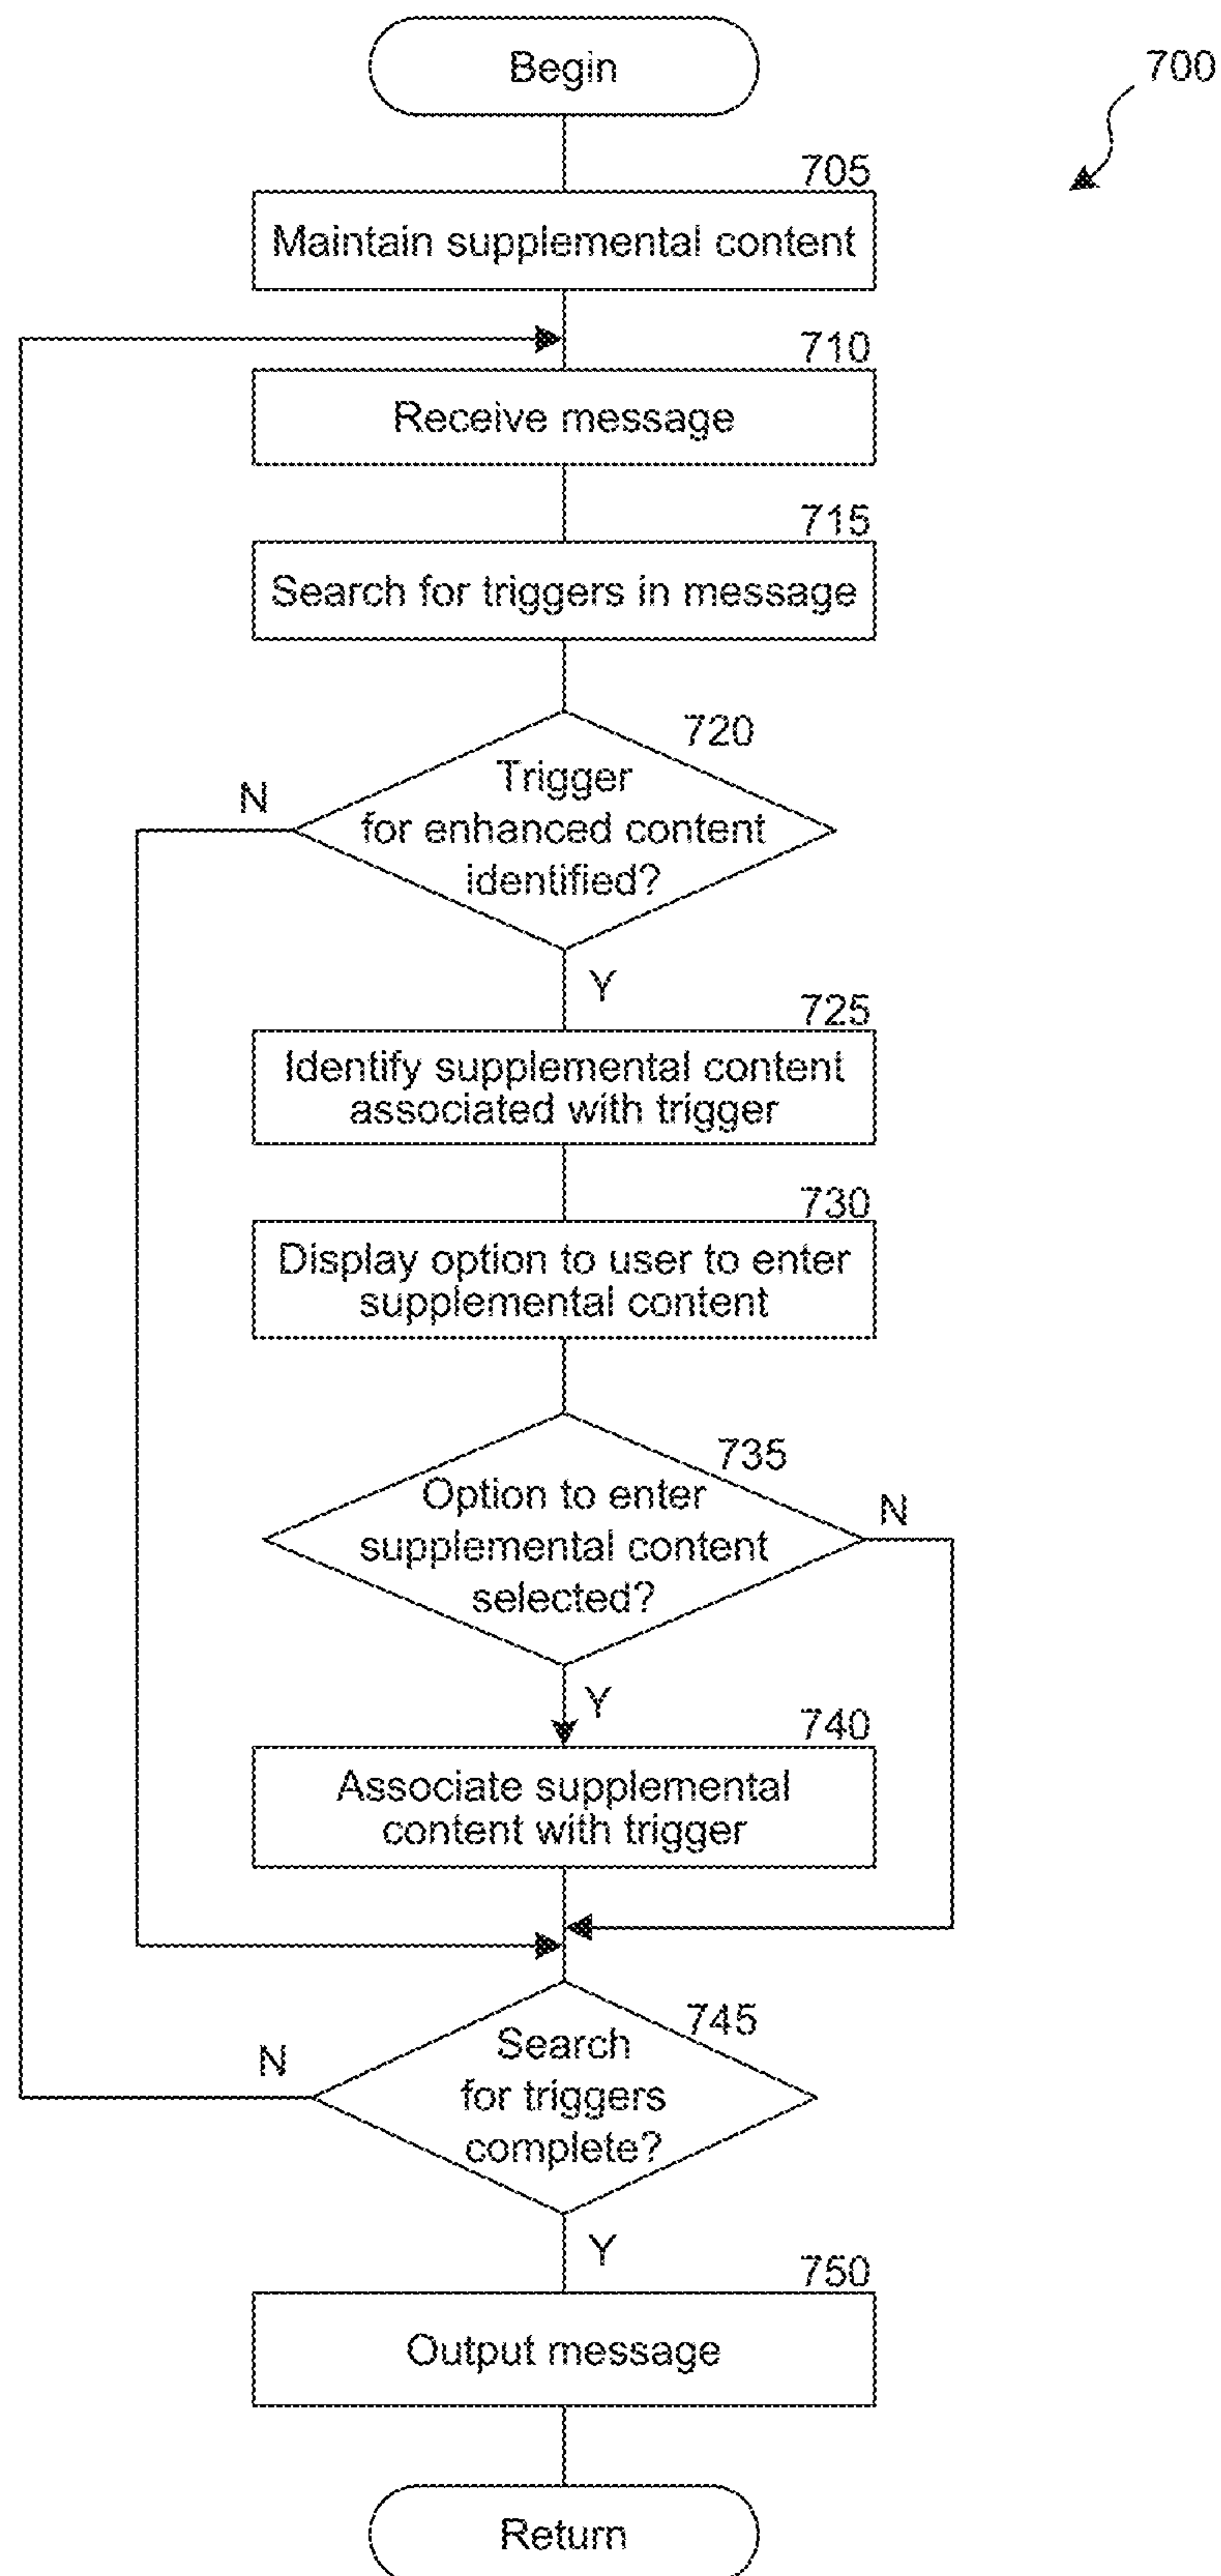 Begin
700
705
Maintain supplemental content
710
Receive message
715
Search for triggers in message
720
N
Trigger
for enhanced content
identified?
Y
725
Identify supplemental content
associated with trigger
730
Display option to user to enter
supplemental content
735
Option to enter
supplemental content
selected?
N
Y
740
Associate supplemental
content with trigger
745
N
Search
for triggers
complete?
Y
750
Output message
Return